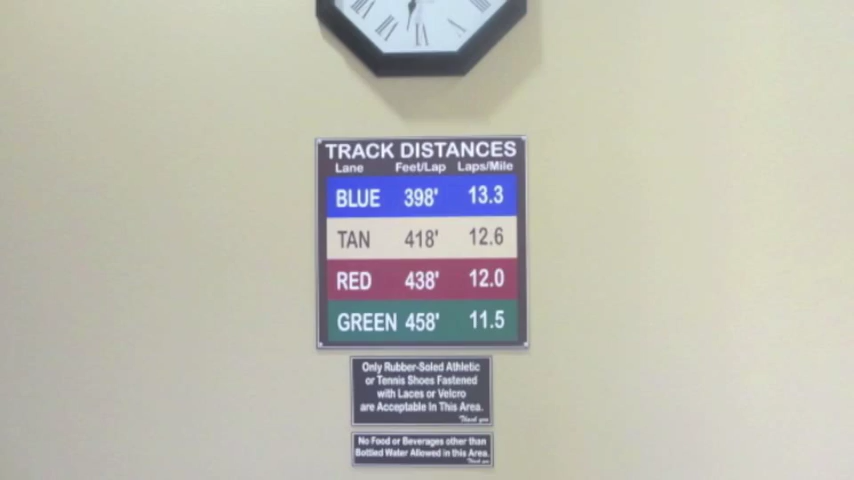 TRACK DISTANCES
Lane Feet/Lap Laps/Mile
BLUE 398' 13.3
TAN 418' 12.6
RED 438' 12.0
GREEN 458' 11.5
Only Rubber-Soled Athletic
or Tennis Shoes Fastened
with Laces or Velcro
are Acceptable In This Area.
Thank you
No Food or Beverages other than
Bottled Water Allowed in this Area.
Thank you